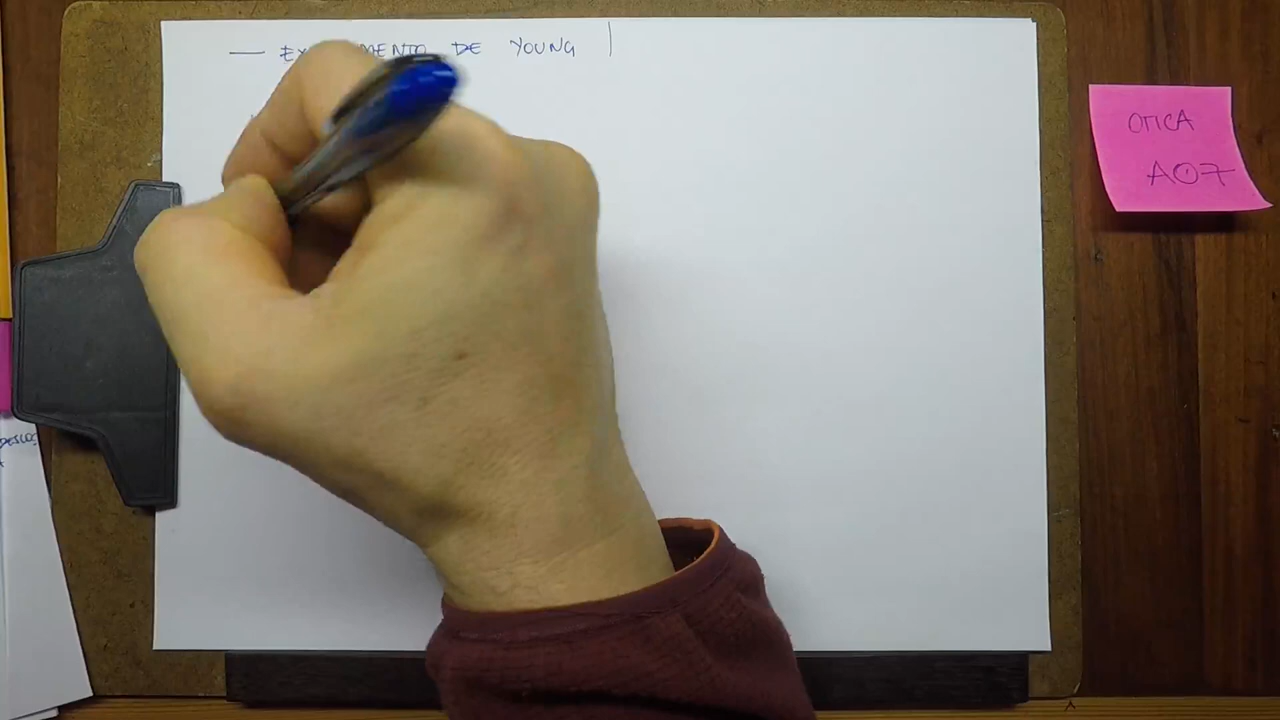 — EX MENTO DE YOUNG |
OTICA
A07